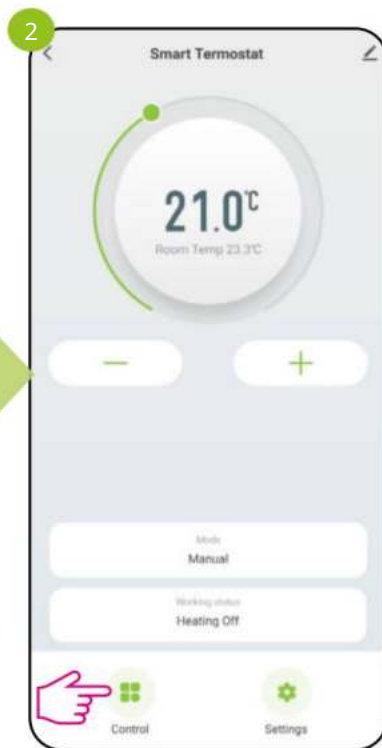 2
Smart Termostat
21.0°C
Room Temp 23.3°C
Mode
Manual
Working status
Heating Off
Control
Settings